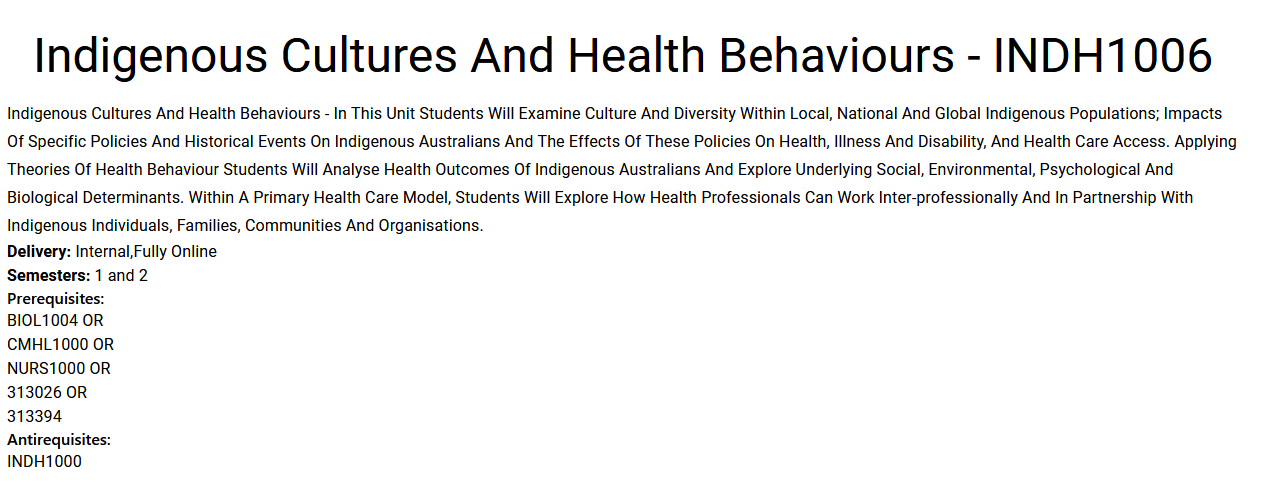 Indigenous Cultures And Health Behaviours - INDH1006
Indigenous Cultures And Health Behaviours - In This Unit Students Will Examine Culture And Diversity Within Local, National And Global Indigenous Populations; Impacts
Of Specific Policies And Historical Events On Indigenous Australians And The Effects Of These Policies On Health, Illness And Disability, And Health Care Access. Applying
Theories Of Health Behaviour Students Will Analyse Health Outcomes Of Indigenous Australians And Explore Underlying Social, Environmental, Psychological And
Biological Determinants. Within A Primary Health Care Model, Students Will Explore How Health Professionals Can Work Inter-professionally And In Partnership With
Indigenous Individuals, Families, Communities And Organisations.
Delivery: Internal,Fully Online
Semesters: 1 and 2
Prerequisites:
BIOL1004 OR
CMHL1000 OR
NURS1000 OR
313026 OR
313394
Antirequisites:
INDH1000